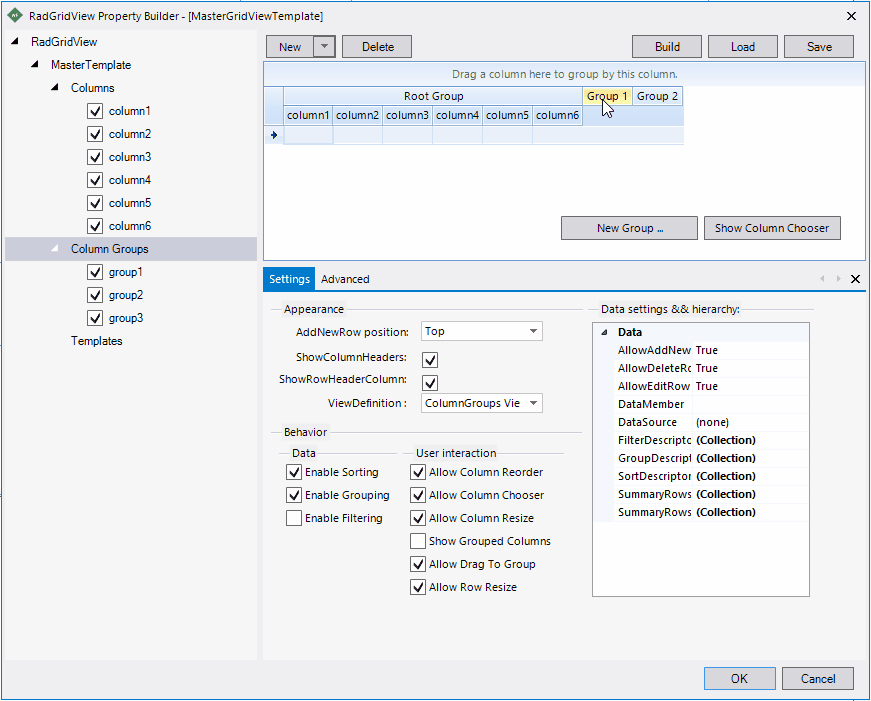 RadGridView Property Builder - [MasterGridViewTemplate]
RadGridView
MasterTemplate
Columns
column1
column2
column3
column4
column5
column6
Column Groups
group1
group2
group3
Templates
New Delete Build Load Save
Drag a column here to group by this column.
Root Group Group 1 Group 2
column1 column2 column3 column4 column5 column6
New Group ... Show Column Chooser
Settings Advanced
Appearance
AddNewRow position: Top
ShowColumnHeaders:
ShowRowHeaderColumn:
ViewDefinition : ColumnGroups Vie
Behavior
Data
Enable Sorting
Enable Grouping
Enable Filtering
User interaction
Allow Column Reorder
Allow Column Chooser
Allow Column Resize
Show Grouped Columns
Allow Drag To Group
Allow Row Resize
Data settings && hierarchy:
Data
AllowAddNew True
AllowDeleteRo True
AllowEditRow True
DataMember
DataSource (none)
FilterDescripto (Collection)
GroupDescript (Collection)
SortDescriptor (Collection)
SummaryRows (Collection)
SummaryRows (Collection)
OK Cancel